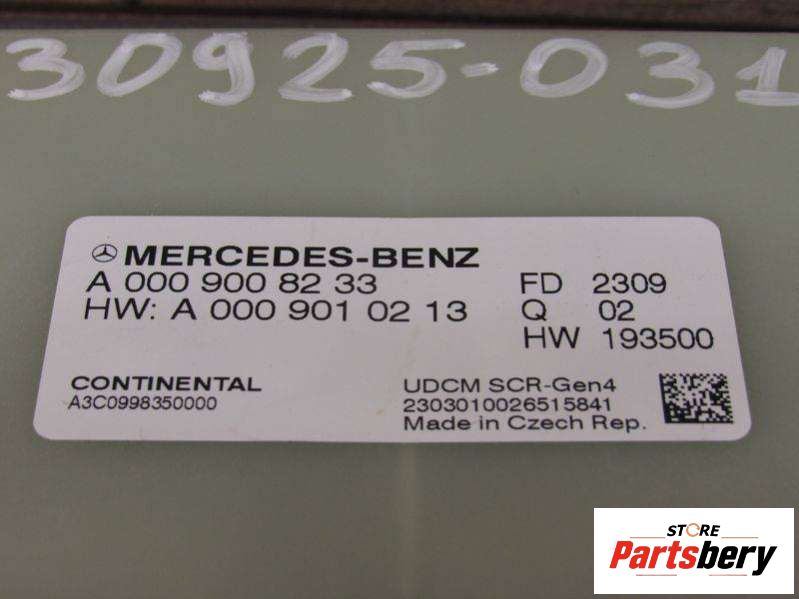 30925-031
MERCEDES-BENZ
A 000 900 82 33
HW: A 000 901 02 13
FD 2309
Q 02
HW 193500
CONTINENTAL
A3C0998350000
UDCM SCR-Gen4
2303010026515841
Made in Czech Rep.
STORE
Partsbery